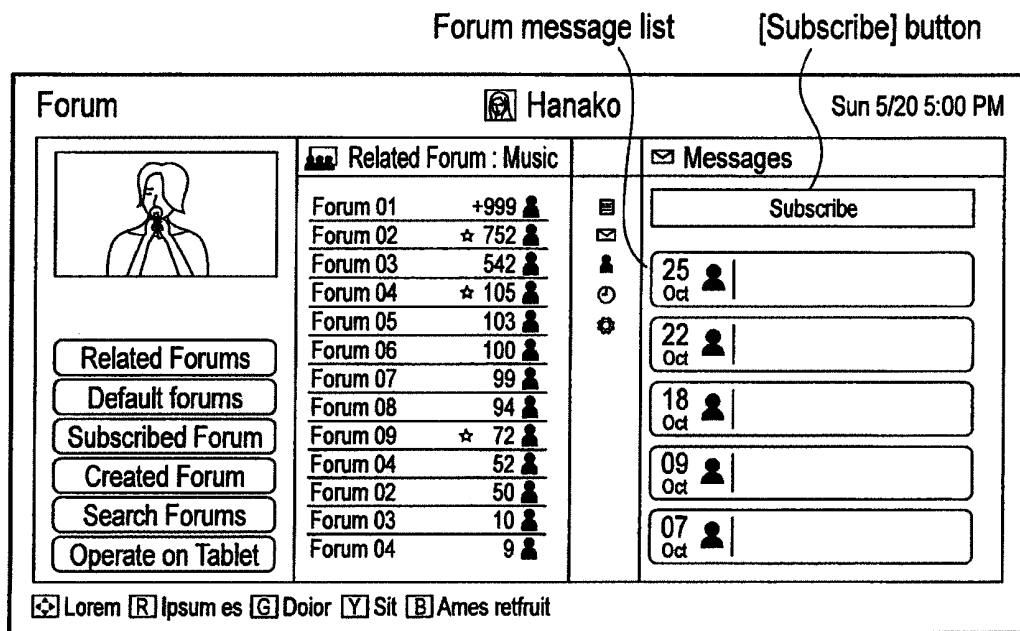 Forum message list [Subscribe] button
Forum Hanako Sun 5/20 5:00 PM
Related Forum : Music
Messages
Related Forums
Default forums
Subscribed Forum
Created Forum
Search Forums
Operate on Tablet
Forum 01 +999
Forum 02 ☆ 752
Forum 03 542
Forum 04 ☆ 105
Forum 05 103
Forum 06 100
Forum 07 99
Forum 08 94
Forum 09 ☆ 72
Forum 04 52
Forum 02 50
Forum 03 10
Forum 04 9
Subscribe
25
Oct
22
Oct
18
Oct
09
Oct
07
Oct
Lorem R Ipsum es G Doior Y Sit B Ames retfruit